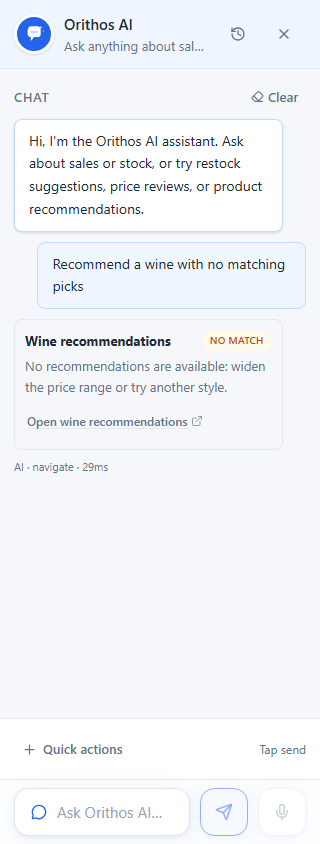 Orithos AI
Ask anything about sal...
CHAT
Clear
Hi, I'm the Orithos AI assistant. Ask
about sales or stock, or try restock
suggestions, price reviews, or product
recommendations.
Recommend a wine with no matching
picks
Wine recommendations
NO MATCH
No recommendations are available: widen
the price range or try another style.
Open wine recommendations
AI · navigate · 29ms
Quick actions
Tap send
Ask Orithos AI...